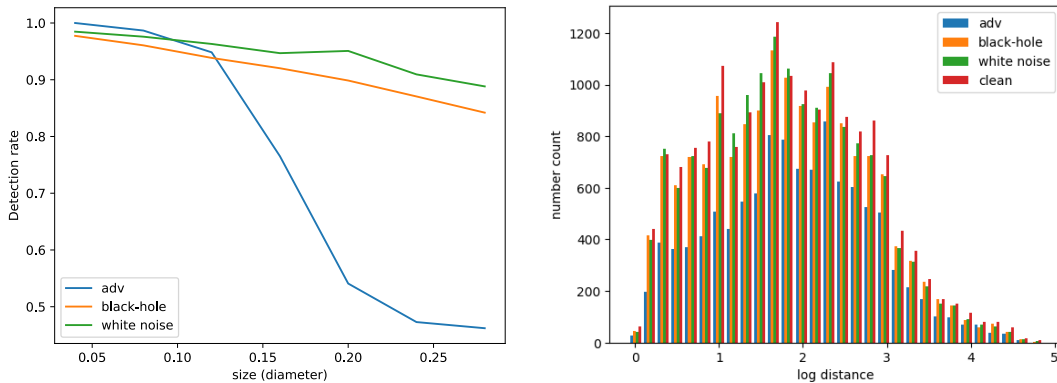 1.0
0.9
0.8
0.7
0.6
0.5
Detection rate
0.05
0.10
0.15
0.20
0.25
size (diameter)
adv
black-hole
white noise
1200
1000
800
600
400
200
0
number count
0
1
2
3
4
5
log distance
adv
black-hole
white noise
clean